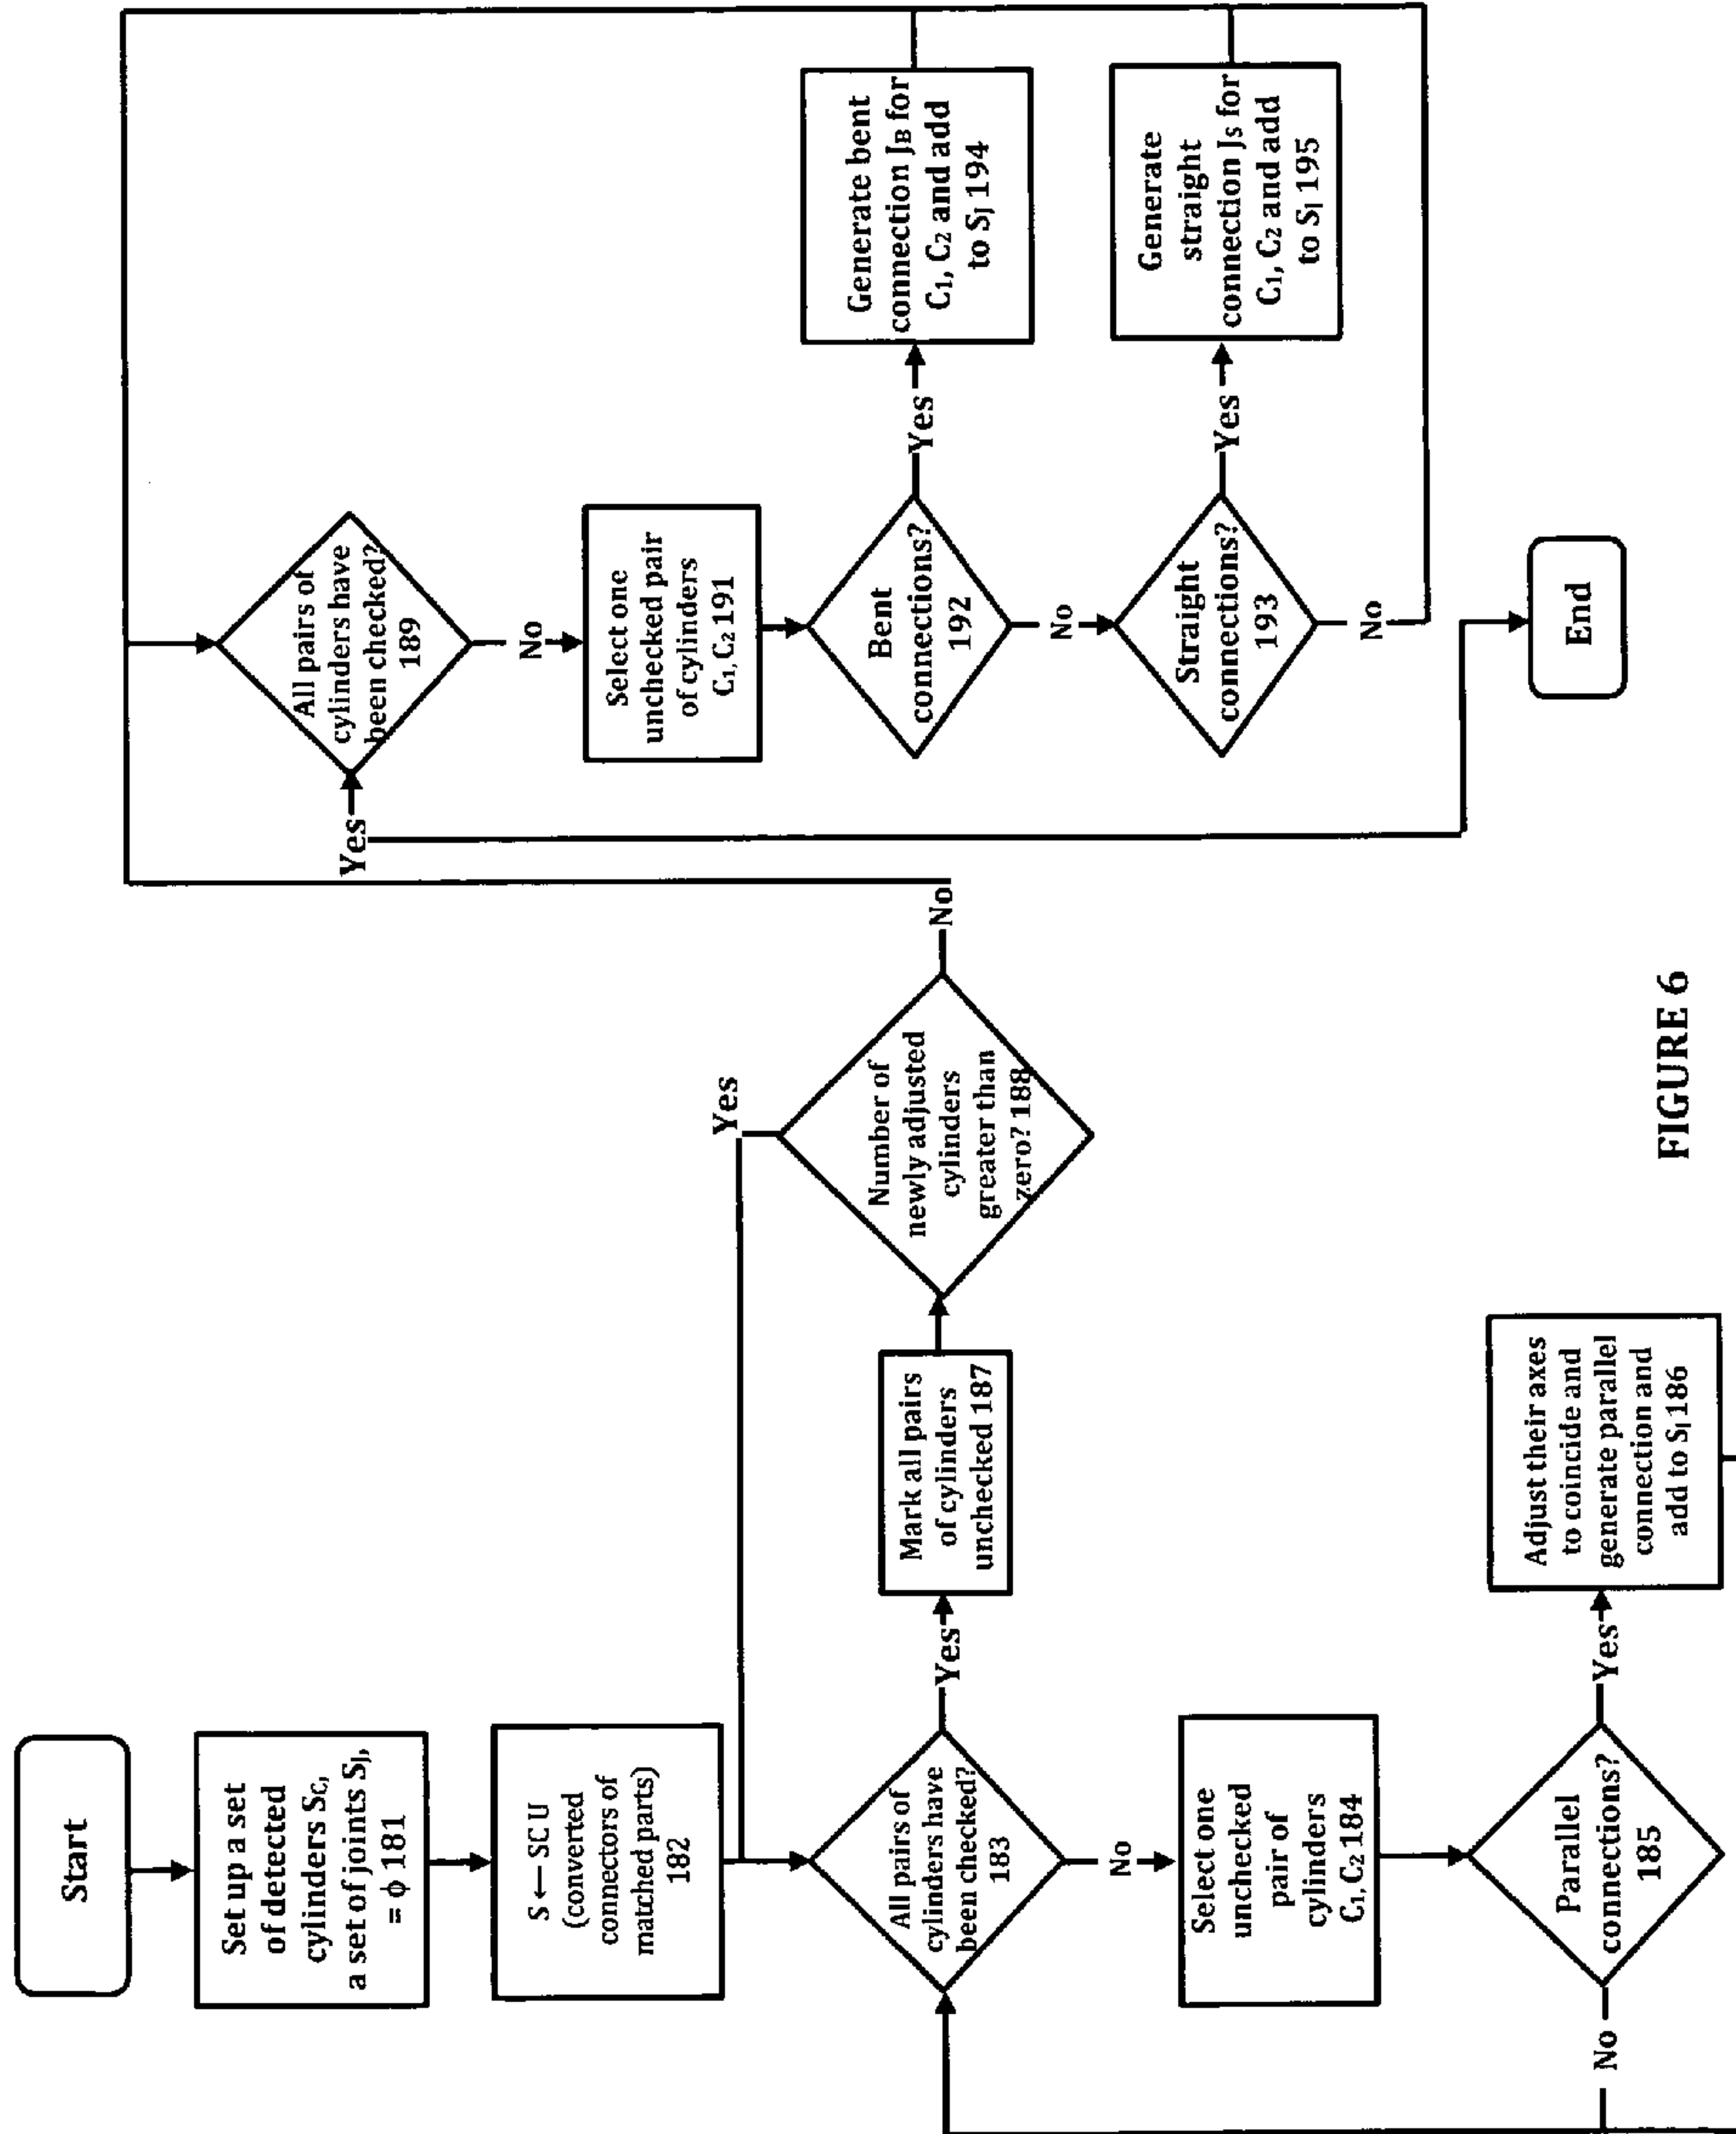 Start
Set up a set
of detected
cylinders SC,
a set of joints SJ,
= ϕ 181
S ← SC U
(converted
connectors of
matched parts)
182
All pairs of
cylinders have
been checked?
183
No
Select one
unchecked
pair of
cylinders
C1, C2 184
Parallel
connections?
185
No
Yes
Adjust their axes
to coincide and
generate parallel
connection and
add to SJ 186
Yes
Mark all pairs
of cylinders
unchecked 187
Number of
newly adjusted
cylinders
greater than
zero? 188
Yes
No
All pairs of
cylinders have
been checked?
189
Yes
No
Select one
unchecked pair
of cylinders
C1, C2 191
Bent
connections?
192
Yes
Generate bent
connection JB for
C1, C2 and add
to SJ 194
No
Straight
connections?
193
Yes
Generate
straight
connection JS for
C1, C2 and add
to SJ 195
No
End
FIGURE 6